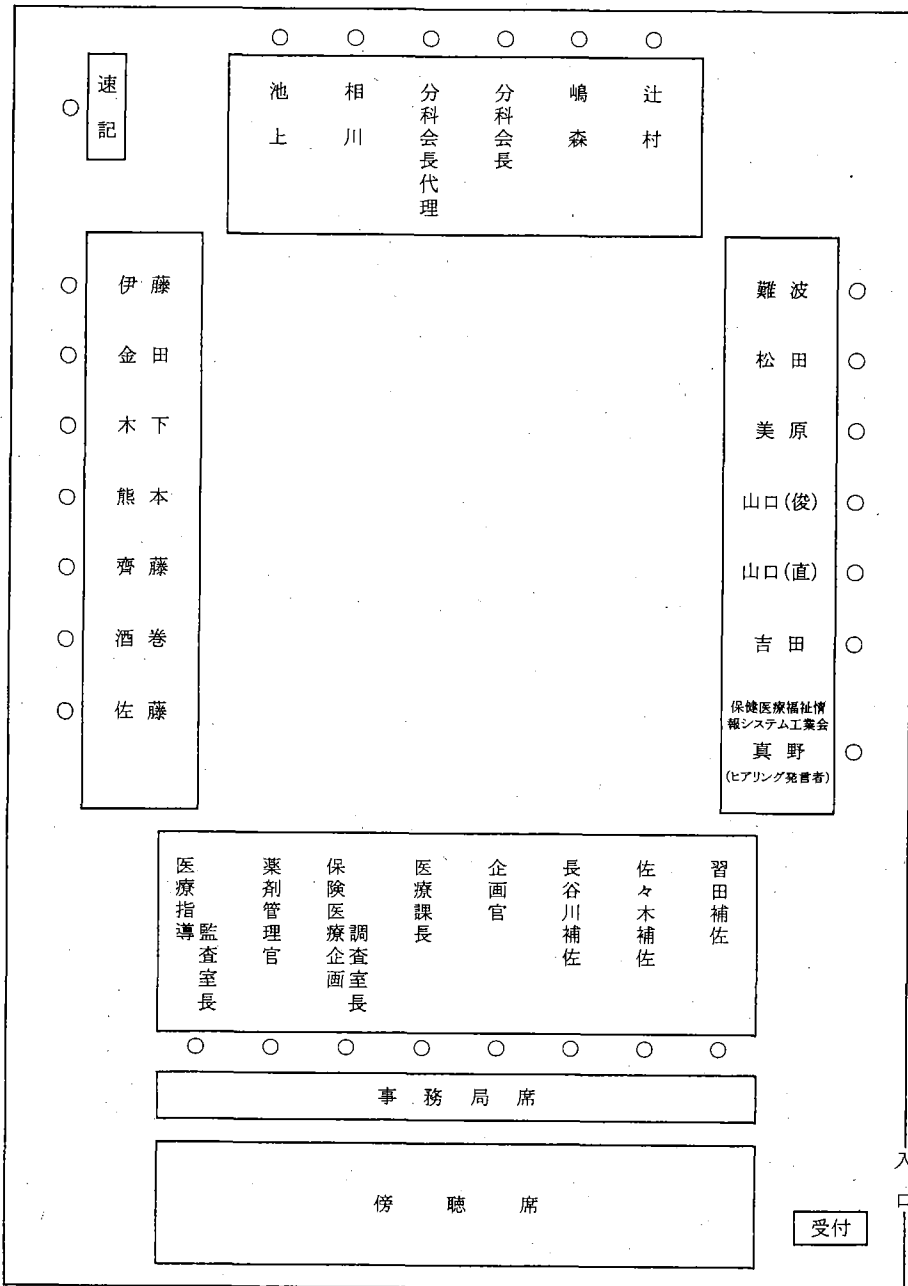 速記
池上
相川
分科会長代理
分科会長
嶋森
辻村
伊藤
金田
木下
熊本
齊藤
酒巻
佐藤
難波
松田
美原
山口(俊)
山口(直)
吉田
保健医療福祉情
報システム工業会
真野
(ヒアリング発言者)
医療指導
監査室長
薬剤管理官
保険医療企画
調査室長
医療課長
企画官
長谷川補佐
佐々木補佐
習田補佐
事務局席
傍聴席
受付
入口